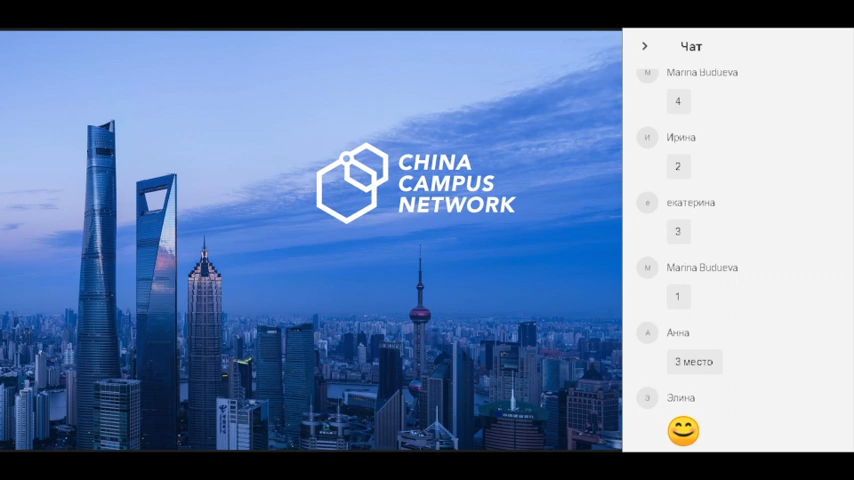 CHINA
CAMPUS
NETWORK
Чат
M
Marina Budueva
4
И
Ирина
2
е
екатерина
3
M
Marina Budueva
1
А
Анна
3 место
Э
Элина